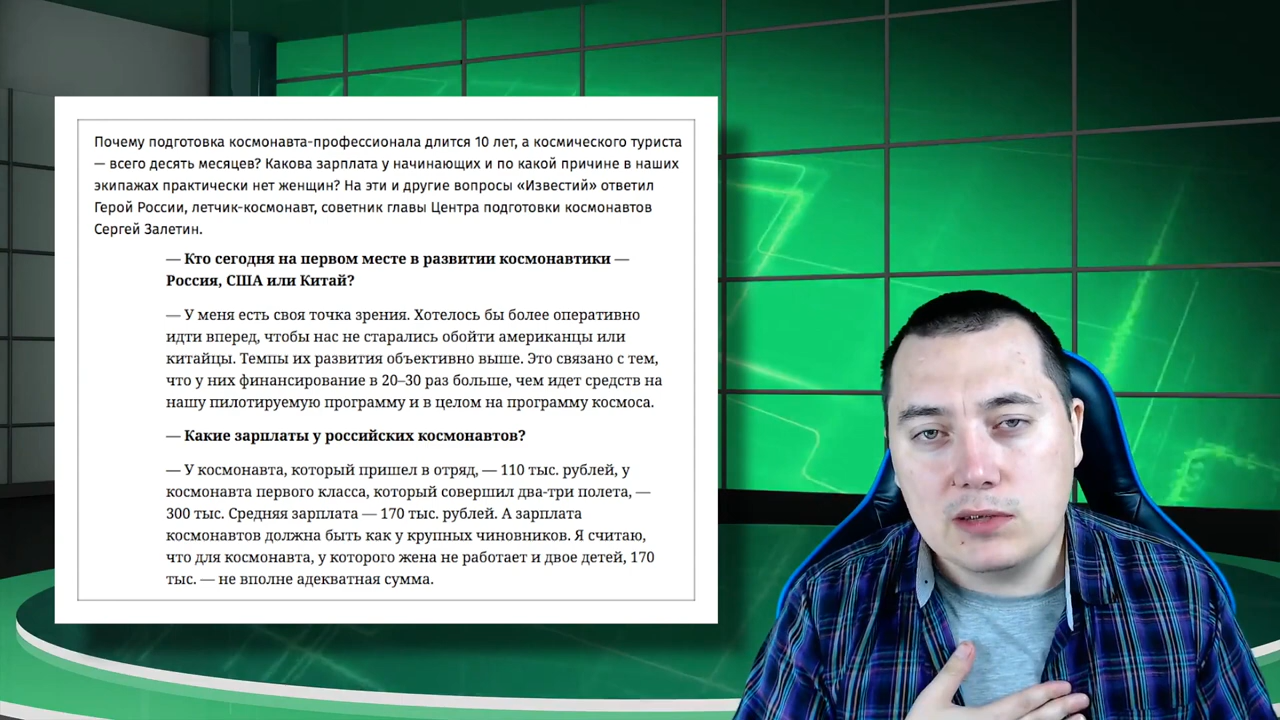 Почему подготовка космонавта-профессионала длится 10 лет, а космического туриста
— всего десять месяцев? Какова зарплата у начинающих и по какой причине в наших
экипажах практически нет женщин? На эти и другие вопросы «Известий» ответил
Герой России, летчик-космонавт, советник главы Центра подготовки космонавтов
Сергей Залетин.
— Кто сегодня на первом месте в развитии космонавтики —
Россия, США или Китай?
— У меня есть своя точка зрения. Хотелось бы более оперативно
идти вперед, чтобы нас не старались обойти американцы или
китайцы. Темпы их развития объективно выше. Это связано с тем,
что у них финансирование в 20–30 раз больше, чем идет средств на
нашу пилотируемую программу и в целом на программу космоса.
— Какие зарплаты у российских космонавтов?
— У космонавта, который пришел в отряд, — 110 тыс. рублей, у
космонавта первого класса, который совершил два-три полета, —
300 тыс. Средняя зарплата — 170 тыс. рублей. А зарплата
космонавтов должна быть как у крупных чиновников. Я считаю,
что для космонавта, у которого жена не работает и двое детей, 170
тыс. — не вполне адекватная сумма.